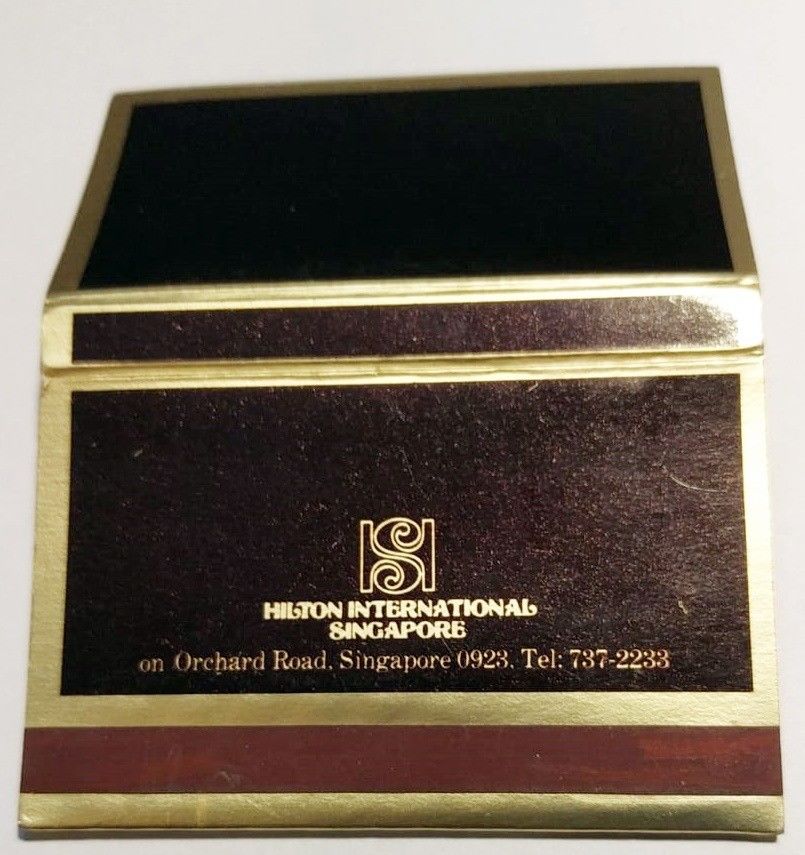 HILTON INTERNATIONAL
SINGAPORE
on Orchard Road, Singapore 0923. Tel: 737-2233